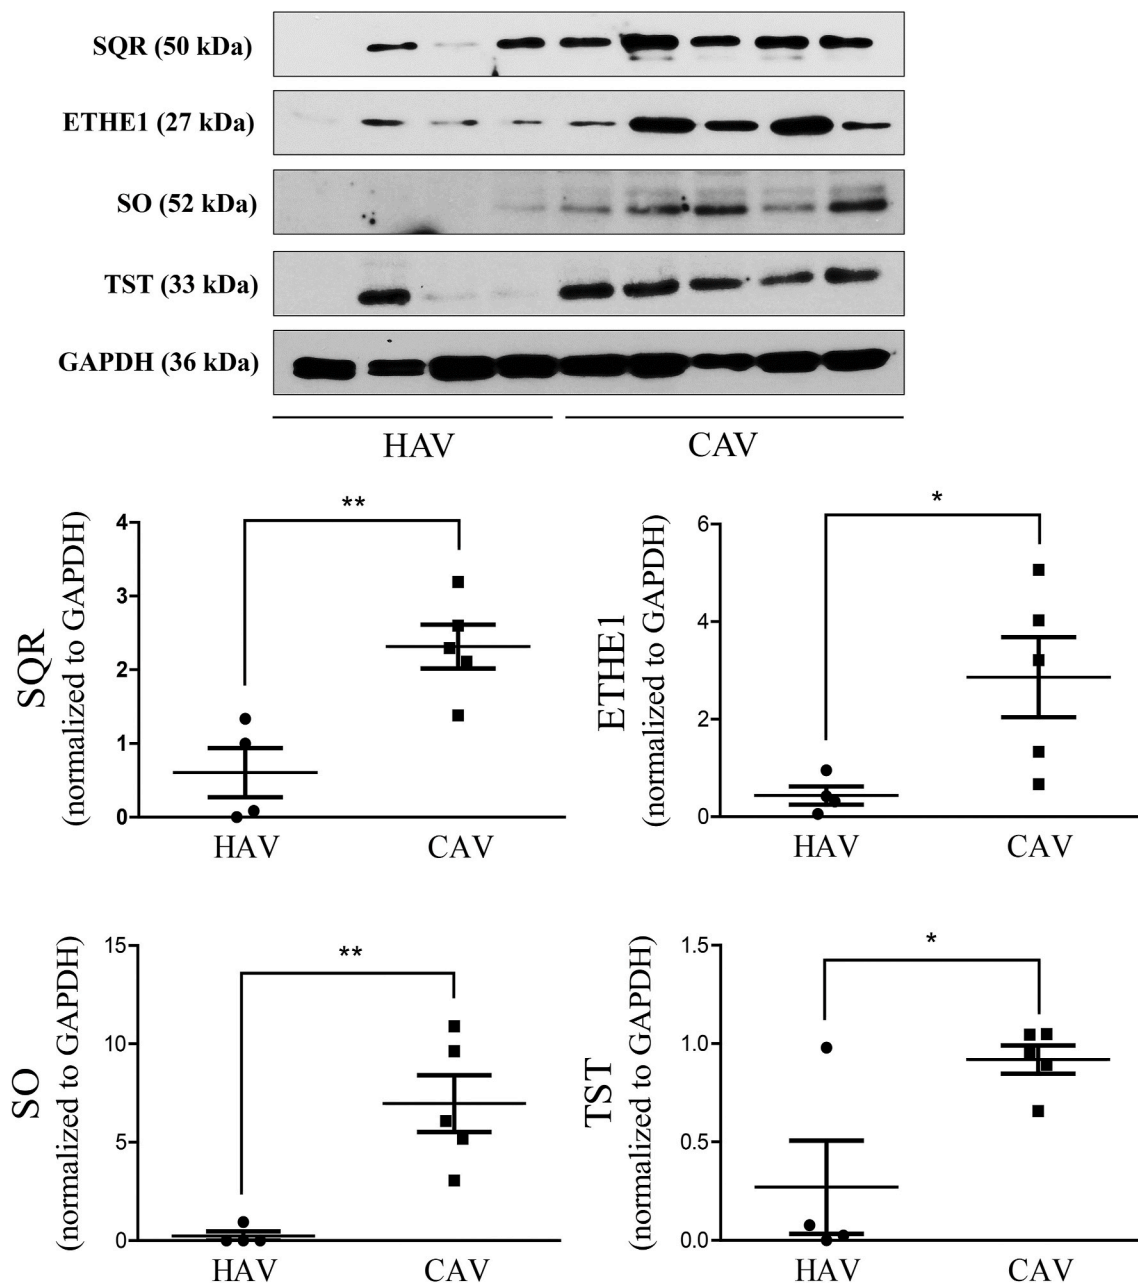 SQR (50 kDa)
ETHE1 (27 kDa)
SO (52 kDa)
TST (33 kDa)
GAPDH (36 kDa)
HAV CAV
SQR
(normalized to GAPDH)
4
3
2
1
0
**
HAV CAV
ETHE1
(normalized to GAPDH)
6
4
2
0
*
HAV CAV
SO
(normalized to GAPDH)
15
10
5
0
**
HAV CAV
TST
(normalized to GAPDH)
1.5
1.0
0.5
0.0
*
HAV CAV